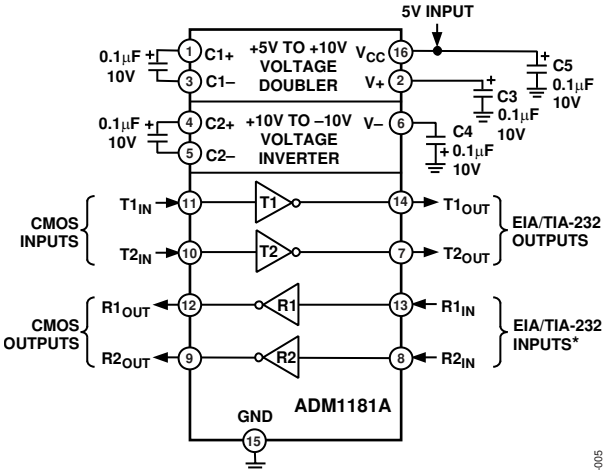 5V INPUT
0.1μF
10V
+
1
C1+
3
C1–
+5V TO +10V
VOLTAGE
DOUBLER
VCC
16
V+
2
+
C5
0.1μF
10V
+
C3
0.1μF
10V
0.1μF
10V
+
4
C2+
5
C2–
+10V TO –10V
VOLTAGE
INVERTER
V–
6
C4
+
0.1μF
10V
CMOS
INPUTS
T1IN
11
T1
14
T1OUT
T2IN
10
T2
7
T2OUT
EIA/TIA-232
OUTPUTS
CMOS
OUTPUTS
R1OUT
12
R1
13
R1IN
R2OUT
9
R2
8
R2IN
EIA/TIA-232
INPUTS*
GND
15
ADM1181A
-005